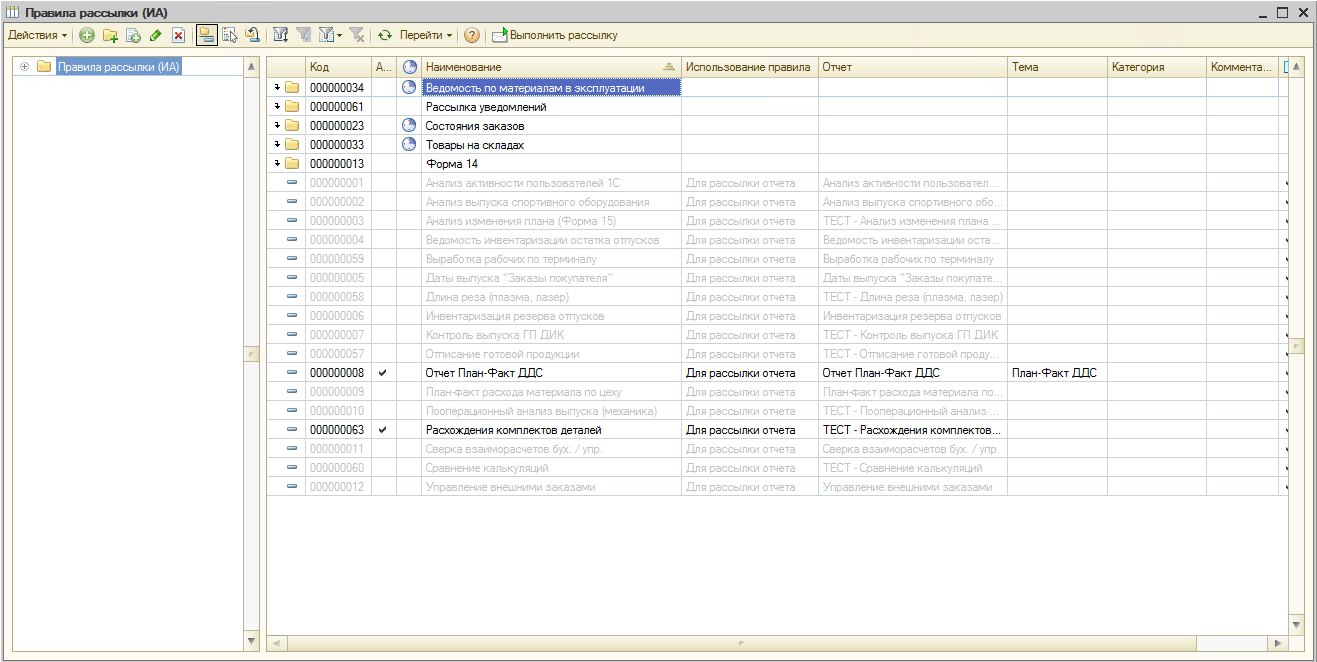 Правила рассылки (ИА)
Действия Перейти Выполнить рассылку
Правила рассылки (ИА)
Код А... Наименование Использование правила Отчет Тема Категория Коммента...
000000034 Ведомость по материалам в эксплуатации
000000061 Рассылка уведомлений
000000023 Состояния заказов
000000033 Товары на складах
000000013 Форма 14
000000001 Анализ активности пользователей 1С Для рассылки отчета Анализ активности пользовател...
000000002 Анализ выпуска спортивного оборудования Для рассылки отчета Анализ выпуска спортивного обо...
000000003 Анализ изменения плана (Форма 15) Для рассылки отчета ТЕСТ - Анализ изменения плана ...
000000004 Ведомость инвентаризации остатка отпусков Для рассылки отчета Ведомость инвентаризации оста...
000000059 Выработка рабочих по терминалу Для рассылки отчета Выработка рабочих по терминалу
000000005 Даты выпуска "Заказы покупателя" Для рассылки отчета Даты выпуска "Заказы покупате...
000000058 Длина реза (плазма, лазер) Для рассылки отчета ТЕСТ - Длина реза (плазма, лазер)
000000006 Инвентаризация резерва отпусков Для рассылки отчета Инвентаризация резерва отпусков
000000007 Контроль выпуска ГП ДИК Для рассылки отчета ТЕСТ - Контроль выпуска ГП ДИК
000000057 Отписание готовой продукции Для рассылки отчета ТЕСТ - Отписание готовой проду...
000000008 Отчет План-Факт ДДС Для рассылки отчета Отчет План-Факт ДДС План-Факт ДДС
000000009 План-факт расхода материала по цеху Для рассылки отчета План-факт расхода материала по...
000000010 Пооперационный анализ выпуска (механика) Для рассылки отчета ТЕСТ - Пооперационный анализ ...
000000063 Расхождения комплектов деталей Для рассылки отчета ТЕСТ - Расхождения комплектов...
000000011 Сверка взаиморасчетов бух. / упр. Для рассылки отчета Сверка взаиморасчетов бух. / упр.
000000060 Сравнение калькуляций Для рассылки отчета ТЕСТ - Сравнение калькуляций
000000012 Управление внешними заказами Для рассылки отчета Управление внешними заказами